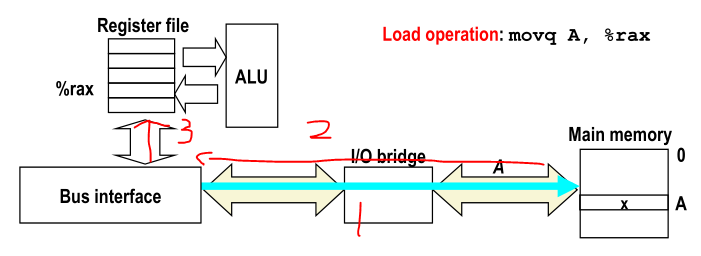 Register file
Load operation: movq A, %rax
ALU
%rax
3
2
Main memory
0
I/O bridge
A
Bus interface
x
A
1